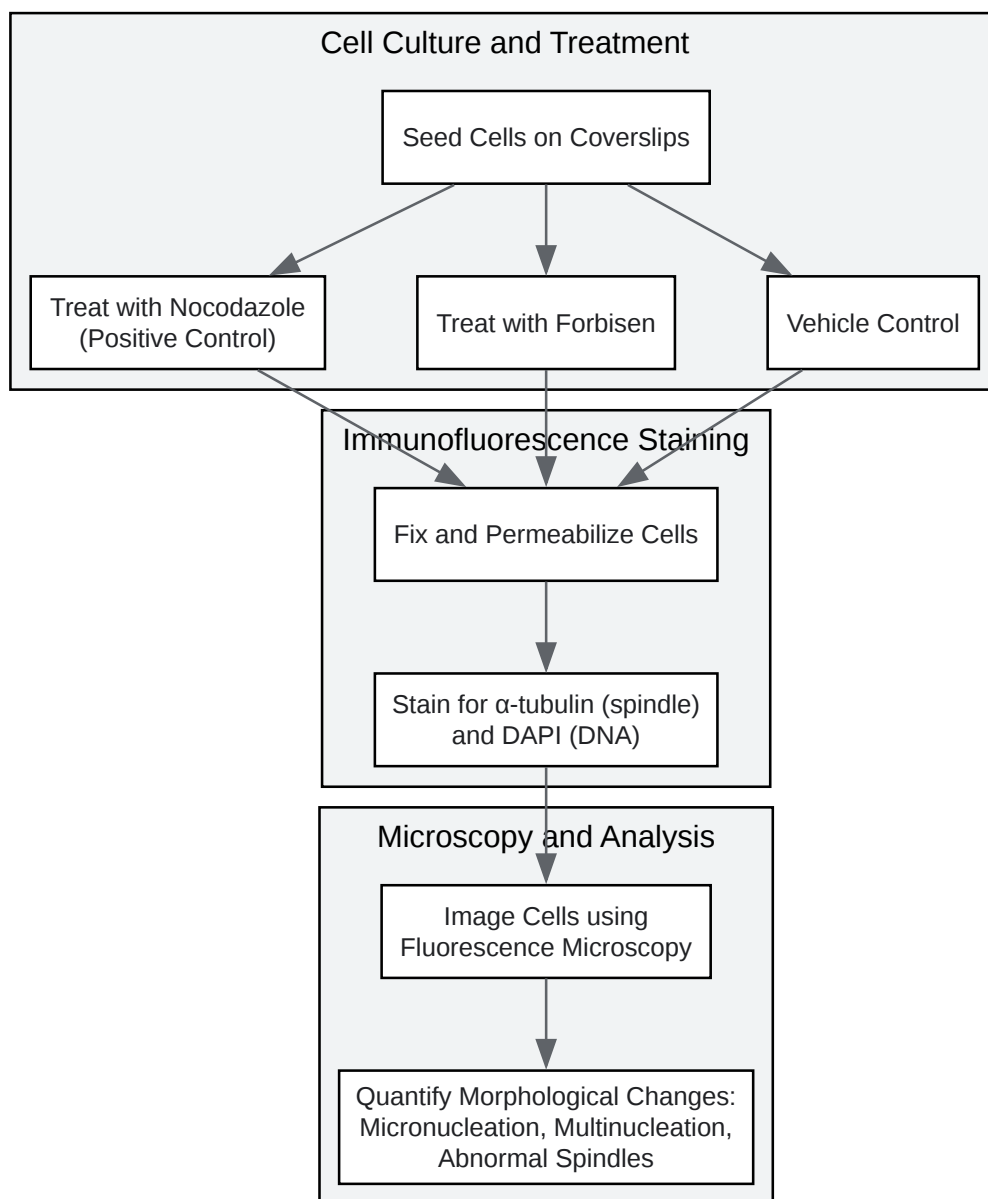 Cell Culture and Treatment
Seed Cells on Coverslips
Treat with Nocodazole
(Positive Control)
Treat with Forbisen
Vehicle Control
Immunofluorescence Staining
Fix and Permeabilize Cells
Stain for α-tubulin (spindle)
and DAPI (DNA)
Microscopy and Analysis
Image Cells using
Fluorescence Microscopy
Quantify Morphological Changes:
Micronucleation, Multinucleation,
Abnormal Spindles